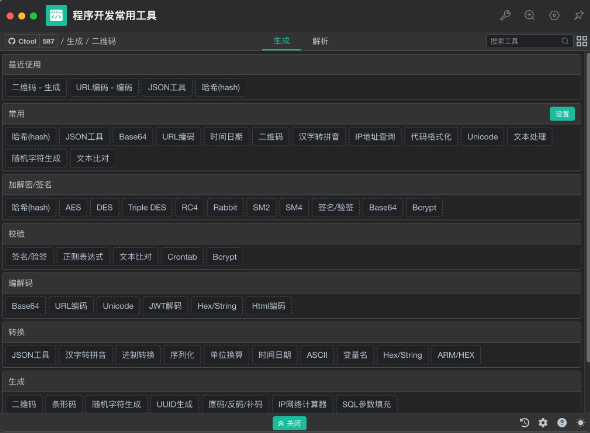 程序开发常用工具
Ctool 587 / 生成 / 二维码 生成 解析 搜索工具
最近使用
二维码 - 生成 URL编码 - 编码 JSON工具 哈希(hash)
常用 设置
哈希(hash) JSON工具 Base64 URL编码 时间日期 二维码 汉字转拼音 IP地址查询 代码格式化 Unicode 文本处理
随机字符生成 文本比对
加解密/签名
哈希(hash) AES DES Triple DES RC4 Rabbit SM2 SM4 签名/验签 Base64 Bcrypt
校验
签名/验签 正则表达式 文本比对 Crontab Bcrypt
编解码
Base64 URL编码 Unicode JWT解码 Hex/String Html编码
转换
JSON工具 汉字转拼音 进制转换 序列化 单位换算 时间日期 ASCII 变量名 Hex/String ARM/HEX
生成
二维码 条形码 随机字符生成 UUID生成 原码/反码/补码 IP网络计算器 SQL参数填充
关闭